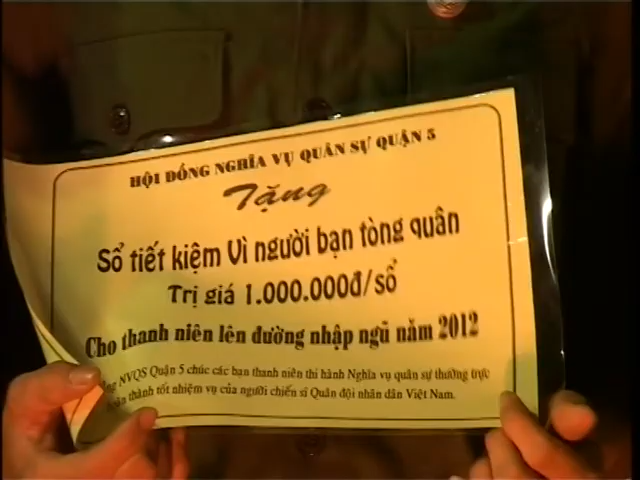 HỘI ĐỒNG NGHĨA VỤ QUÂN SỰ QUẬN 5
Tặng
Sổ tiết kiệm Vì người bạn tòng quân
Trị giá 1.000.000đ/sổ
Cho thanh niên lên đường nhập ngũ năm 2012
NVQS Quận 5 chúc các bạn thanh niên thi hành Nghĩa vụ quân sự thường trực
thành tốt nhiệm vụ của người chiến sĩ Quân đội nhân dân Việt Nam.